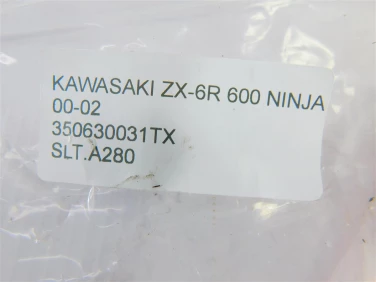 KAWASAKI ZX-6R 600 NINJA
00-02
350630031TX
SLT.A280